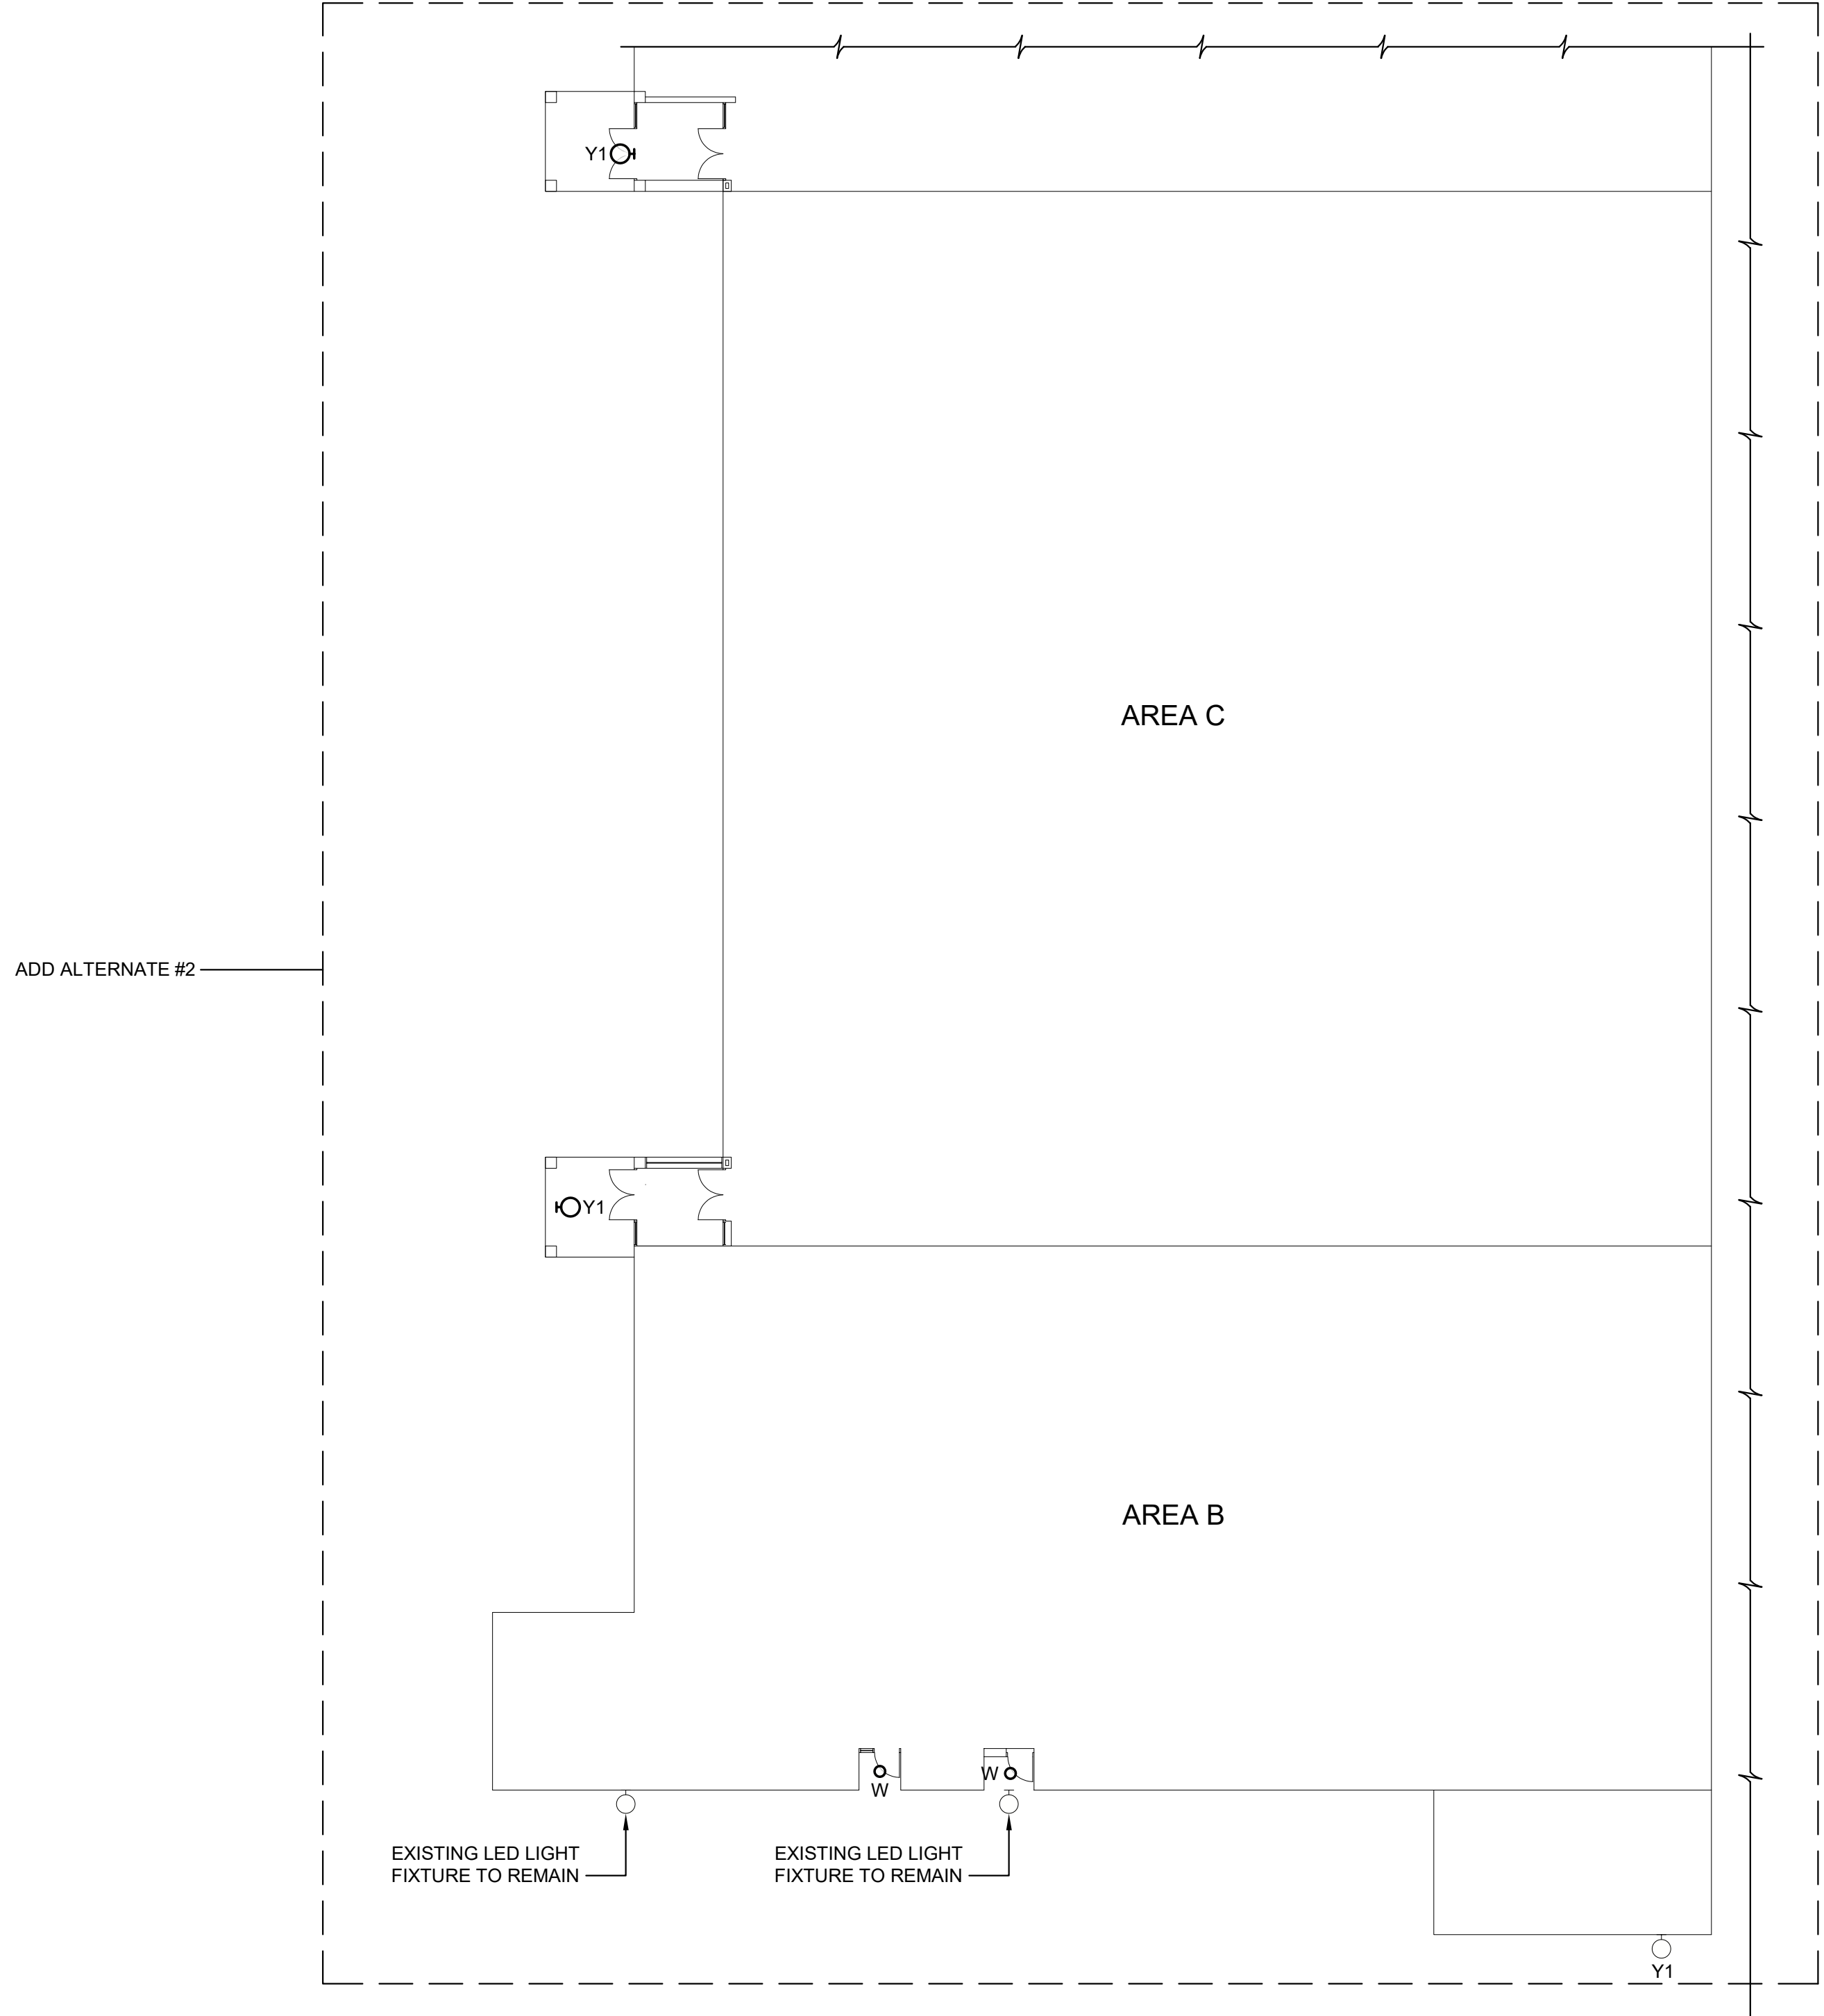 Y1
AREA C
ADD ALTERNATE #2
Y1
AREA B
W
W
EXISTING LED LIGHT
FIXTURE TO REMAIN
EXISTING LED LIGHT
FIXTURE TO REMAIN
Y1